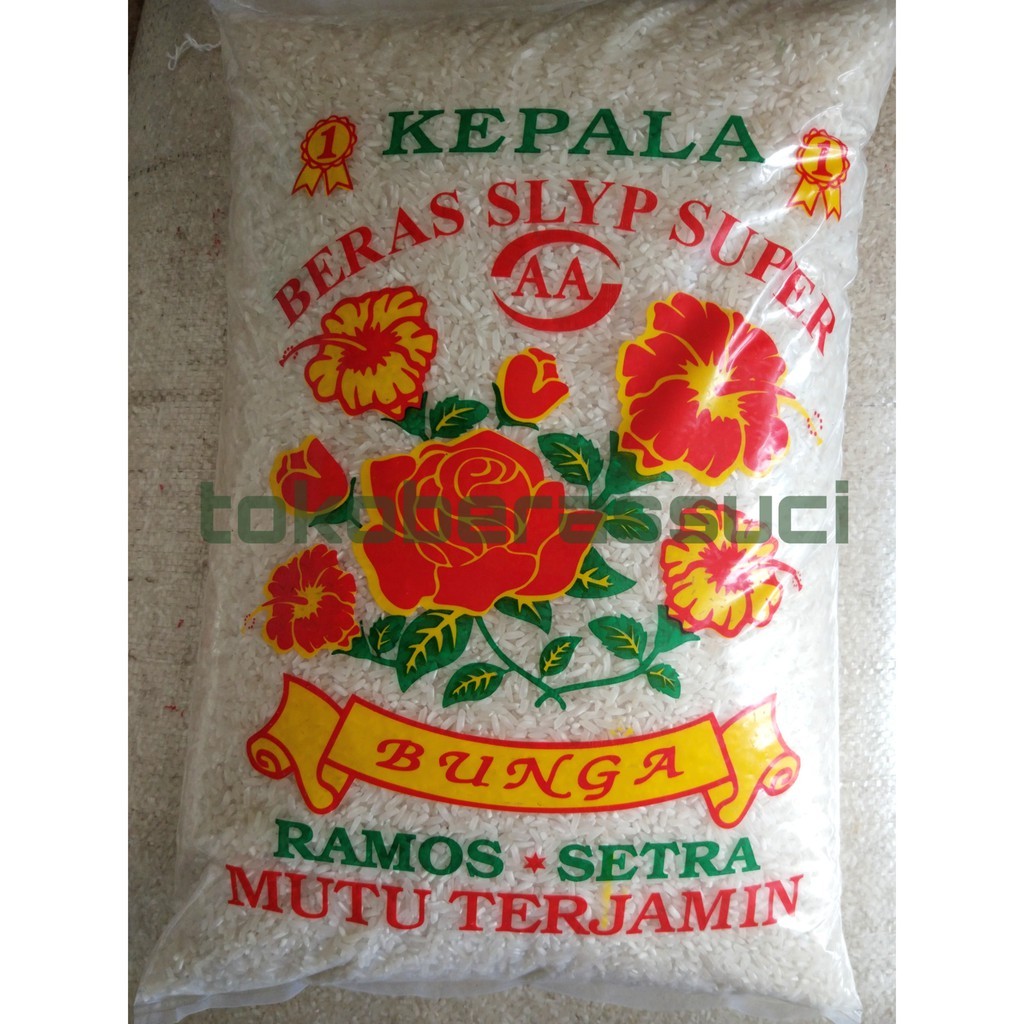 KEPALA
1
1
BERAS SLYP SUPER
AA
tokoberassuci
BUNGA
RAMOS * SETRA
MUTU TERJAMIN